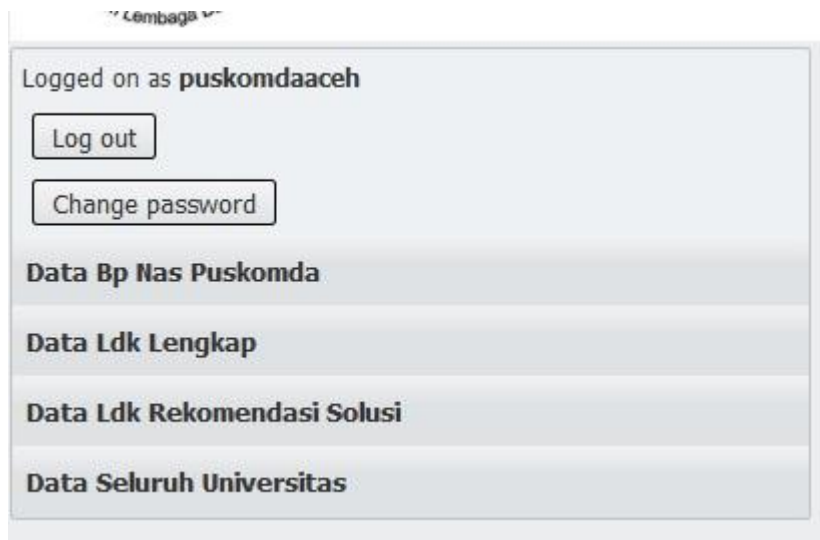 Lembaga
Logged on as puskomdaaceh
Log out
Change password
Data Bp Nas Puskomda
Data Ldk Lengkap
Data Ldk Rekomendasi Solusi
Data Seluruh Universitas